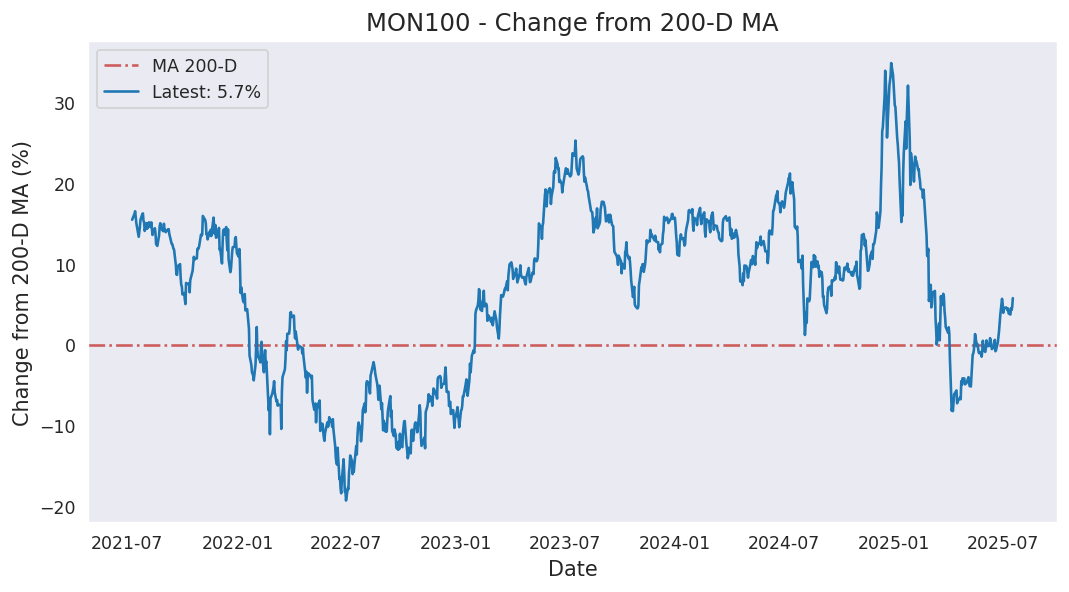 MON100 - Change from 200-D MA
MA 200-D
Latest: 5.7%
Change from 200-D MA (%)
30
20
10
0
−10
−20
2021-07 2022-01 2022-07 2023-01 2023-07 2024-01 2024-07 2025-01 2025-07
Date